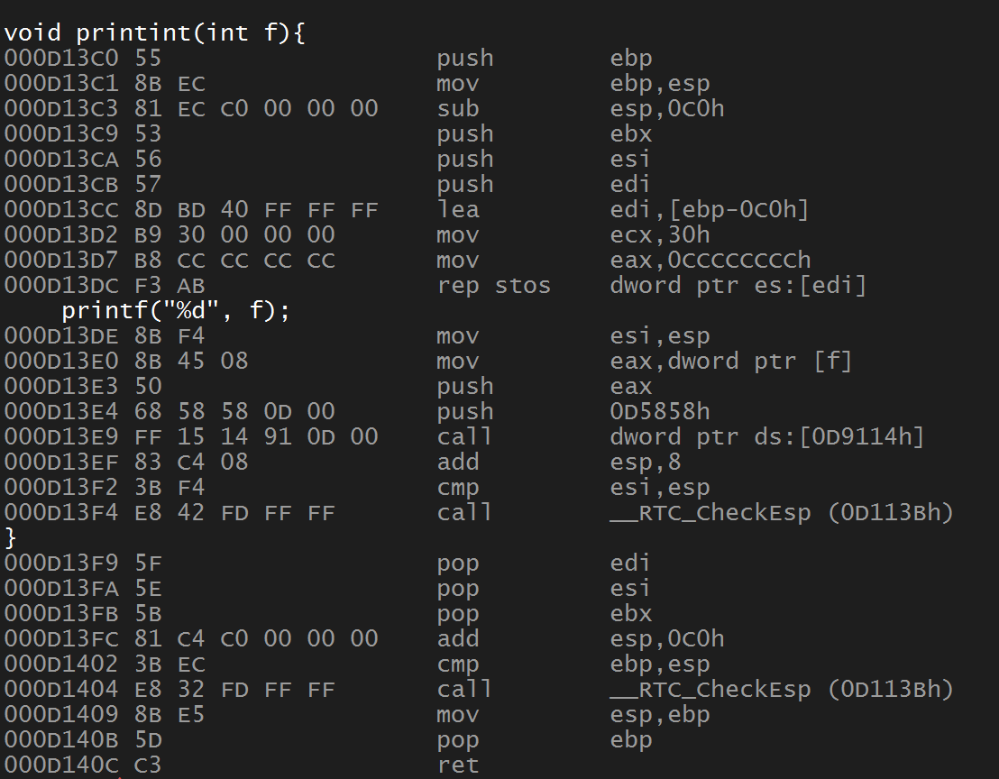 void printint(int f){
000D13C0 55 push ebp
000D13C1 8B EC mov ebp,esp
000D13C3 81 EC C0 00 00 00 sub esp,0C0h
000D13C9 53 push ebx
000D13CA 56 push esi
000D13CB 57 push edi
000D13CC 8D BD 40 FF FF FF lea edi,[ebp-0C0h]
000D13D2 B9 30 00 00 00 mov ecx,30h
000D13D7 B8 CC CC CC CC mov eax,0CCCCCCCCh
000D13DC F3 AB rep stos dword ptr es:[edi]
printf("%d", f);
000D13DE 8B F4 mov esi,esp
000D13E0 8B 45 08 mov eax,dword ptr [f]
000D13E3 50 push eax
000D13E4 68 58 58 0D 00 push 0D5858h
000D13E9 FF 15 14 91 0D 00 call dword ptr ds:[0D9114h]
000D13EF 83 C4 08 add esp,8
000D13F2 3B F4 cmp esi,esp
000D13F4 E8 42 FD FF FF call __RTC_CheckEsp (0D113Bh)
}
000D13F9 5F pop edi
000D13FA 5E pop esi
000D13FB 5B pop ebx
000D13FC 81 C4 C0 00 00 00 add esp,0C0h
000D1402 3B EC cmp ebp,esp
000D1404 E8 32 FD FF FF call __RTC_CheckEsp (0D113Bh)
000D1409 8B E5 mov esp,ebp
000D140B 5D pop ebp
000D140C C3 ret